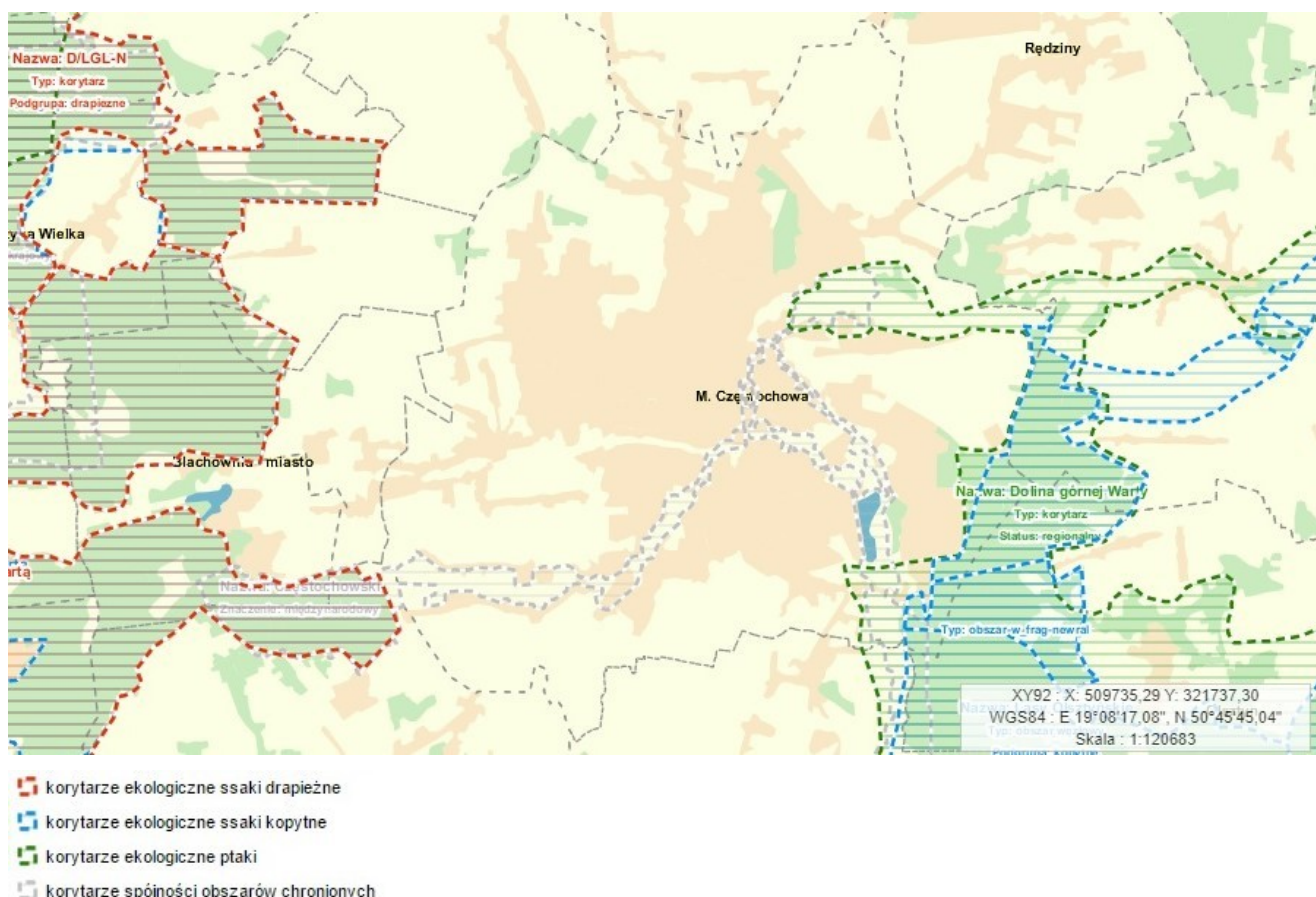 Nazwa: D/LGL-N
Typ: korytarz
Podgrupa: drapieżne
Rędziny
Wielka
krajowy
M. Częstochowa
Blachownia miasto
Nazwa: Dolina górnej Warty
Typ: korytarz
Status: regionalny
artą
Nazwa: Częstochowski
Znaczenie: międzynarodowy
Typ: obszar-w-frag-newral
XY92 : X: 509735,29 Y: 321737,30
WGS84 : E 19°08'17,08", N 50°45'45,04"
Skala : 1:120683
korytarze ekologiczne ssaki drapieżne
korytarze ekologiczne ssaki kopytne
korytarze ekologiczne ptaki
korytarze spójności obszarów chronionych